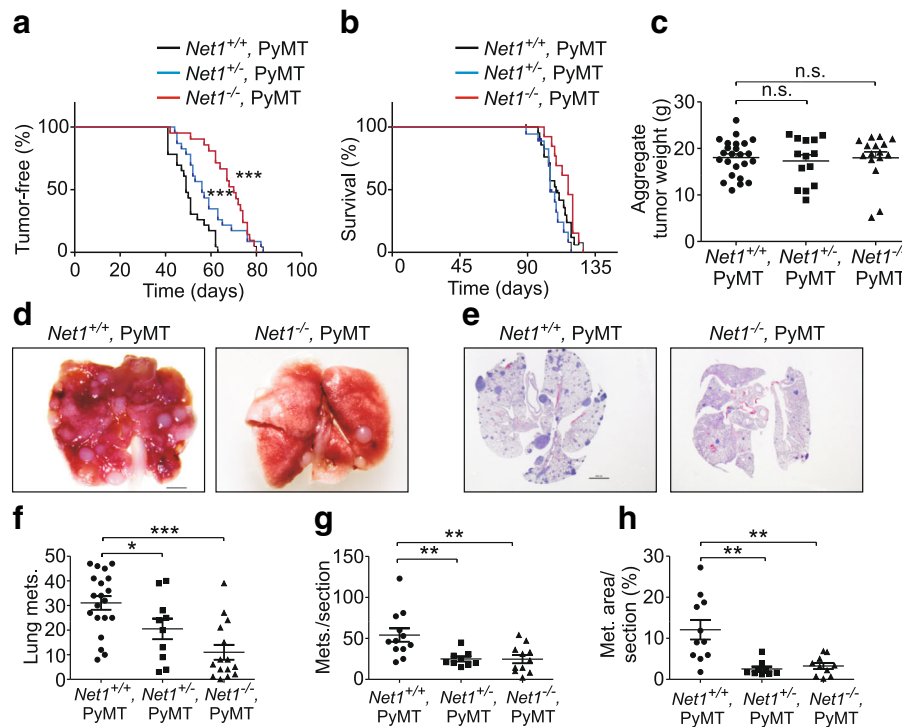 a
Net1+/+, PyMT
Net1+/-, PyMT
Net1-/-, PyMT
Tumor-free (%)
100
50
0
***
***
0 20 40 60 80 100
Time (days)
b
Net1+/+, PyMT
Net1+/-, PyMT
Net1-/-, PyMT
Survival (%)
100
50
0
0 45 90 135
Time (days)
c
n.s.
n.s.
Aggregate
tumor weight (g)
30
20
10
0
Net1+/+, Net1+/-, Net1-/-,
PyMT PyMT PyMT
d
Net1+/+, PyMT Net1-/-, PyMT
e
Net1+/+, PyMT Net1-/-, PyMT
f
***
*
Lung mets.
50
40
30
20
10
0
Net1+/+, Net1+/-, Net1-/-,
PyMT PyMT PyMT
g
**
**
Mets./section
150
100
50
0
Net1+/+, Net1+/-, Net1-/-,
PyMT PyMT PyMT
h
**
**
Met. area/
section (%)
30
20
10
0
Net1+/+, Net1+/-, Net1-/-,
PyMT PyMT PyMT